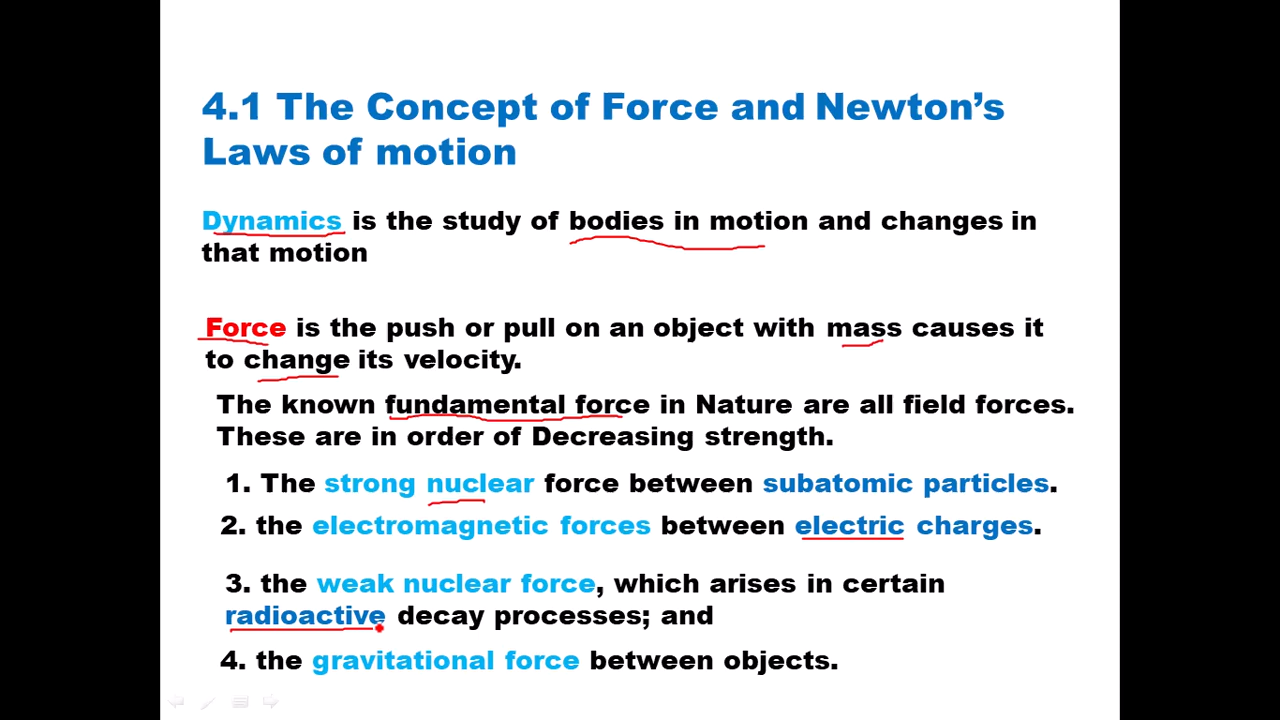 4.1 The Concept of Force and Newton’s
Laws of motion
Dynamics is the study of bodies in motion and changes in
that motion
Force is the push or pull on an object with mass causes it
to change its velocity.
The known fundamental force in Nature are all field forces.
These are in order of Decreasing strength.
1. The strong nuclear force between subatomic particles.
2. the electromagnetic forces between electric charges.
3. the weak nuclear force, which arises in certain
radioactive decay processes; and
4. the gravitational force between objects.